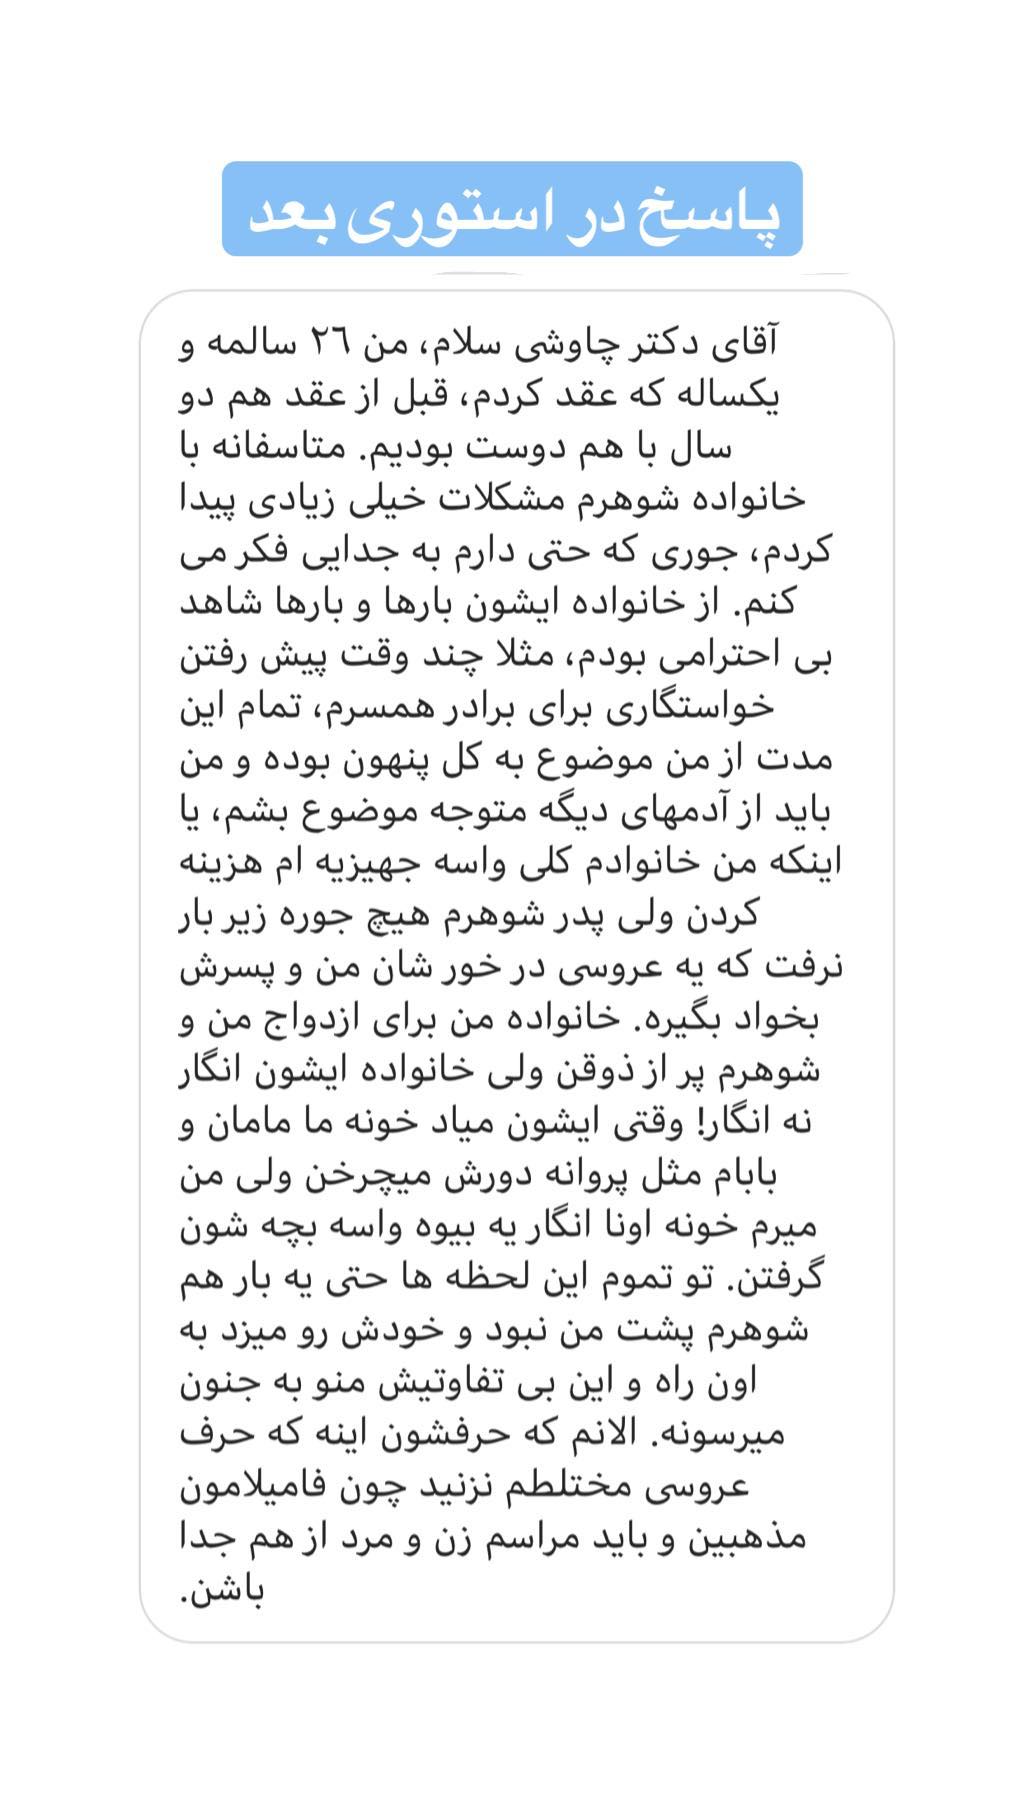 پاسخ در استوری بعد
آقای دکتر چاوشی سلام، من ٢٦ سالمه و
یکساله که عقد کردم، قبل از عقد هم دو
سال با هم دوست بودیم. متاسفانه با
خانواده شوهرم مشکلات خیلی زیادی پیدا
کردم، جوری که حتی دارم به جدایی فکر می
کنم. از خانواده ایشون بارها و بارها شاهد
بی احترامی بودم، مثلا چند وقت پیش رفتن
خواستگاری برای برادر همسرم، تمام این
مدت از من موضوع به کل پنهون بوده و من
باید از آدمهای دیگه متوجه موضوع بشم، یا
اینکه من خانوادم کلی واسه جهیزیه ام هزینه
کردن ولی پدر شوهرم هیچ جوره زیر بار
نرفت که یه عروسی در خور شان من و پسرش
بخواد بگیره. خانواده من برای ازدواج من و
شوهرم پر از ذوقن ولی خانواده ایشون انگار
نه انگار! وقتی ایشون میاد خونه ما مامان و
بابام مثل پروانه دورش میچرخن ولی من
میرم خونه اونا انگار یه بیوه واسه بچه شون
گرفتن. تو تموم این لحظه ها حتی یه بار هم
شوهرم پشت من نبود و خودش رو میزد به
اون راه و این بی تفاوتیش منو به جنون
میرسونه. الانم که حرفشون اینه که حرف
عروسی مختلطم نزنید چون فامیلامون
مذهبین و باید مراسم زن و مرد از هم جدا
باشن.